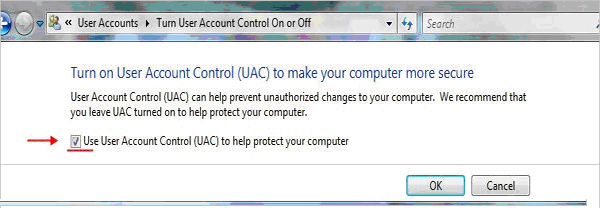 « User Accounts ▸ Turn User Account Control On or Off
Search
Turn on User Account Control (UAC) to make your computer more secure
User Account Control (UAC) can help prevent unauthorized changes to your computer. We recommend that
you leave UAC turned on to help protect your computer.
Use User Account Control (UAC) to help protect your computer
OK
Cancel